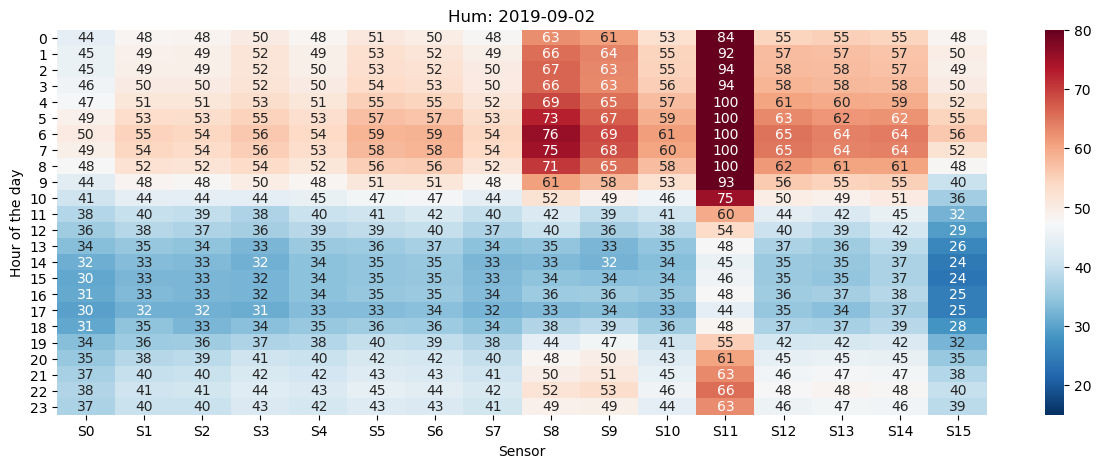 Hum: 2019-09-02
Hour of the day
0 44 48 48 50 48 51 50 48 63 61 53 84 55 55 55 48
1 45 49 49 52 49 53 52 49 66 64 55 92 57 57 57 50
2 45 49 49 52 50 53 52 50 67 63 55 94 58 58 57 49
3 46 50 50 52 50 54 53 50 66 63 56 94 58 58 58 50
4 47 51 51 53 51 55 55 52 69 65 57 100 61 60 59 52
5 49 53 53 55 53 57 57 53 73 67 59 100 63 62 62 55
6 50 55 54 56 54 59 59 54 76 69 61 100 65 64 64 56
7 49 54 54 56 53 58 58 54 75 68 60 100 65 64 64 52
8 48 52 52 54 52 56 56 52 71 65 58 100 62 61 61 48
9 44 48 48 50 48 51 51 48 61 58 53 93 56 55 55 40
10 41 44 44 44 45 47 47 44 52 49 46 75 50 49 51 36
11 38 40 39 38 40 41 42 40 42 39 41 60 44 42 45 32
12 36 38 37 36 39 39 40 37 40 36 38 54 40 39 42 29
13 34 35 34 33 35 36 37 34 35 33 35 48 37 36 39 26
14 32 33 33 32 34 35 35 33 33 32 34 45 35 35 37 24
15 30 33 33 32 34 35 35 33 34 34 34 46 35 35 37 24
16 31 33 33 32 34 35 35 34 36 36 35 48 36 37 38 25
17 30 32 32 31 33 33 34 32 33 34 33 44 35 34 37 25
18 31 35 33 34 35 36 36 34 38 39 36 48 37 37 39 28
19 34 36 36 37 38 40 39 38 44 47 41 55 42 42 42 32
20 35 38 39 41 40 42 42 40 48 50 43 61 45 45 45 35
21 37 40 40 42 42 43 43 41 50 51 45 63 46 47 47 38
22 38 41 41 44 43 45 44 42 52 53 46 66 48 48 48 40
23 37 40 40 43 42 43 43 41 49 49 44 63 46 47 46 39
S0 S1 S2 S3 S4 S5 S6 S7 S8 S9 S10 S11 S12 S13 S14 S15
Sensor
80
70
60
50
40
30
20